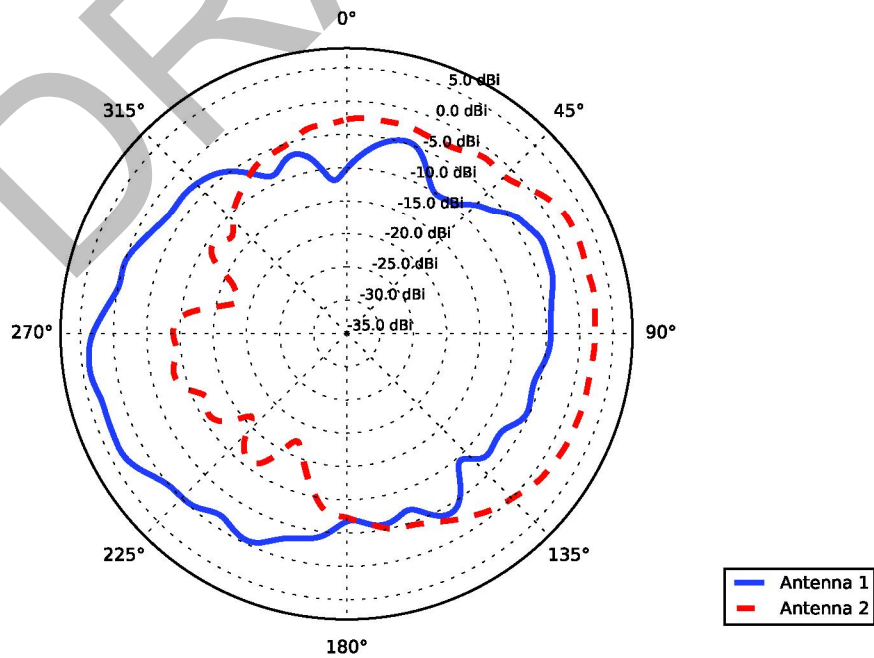 DRA
0°
5.0 dBi
315°
0.0 dBi
45°
-5.0 dBi
-10.0 dBi
-15.0 dBi
-20.0 dBi
-25.0 dBi
-30.0 dBi
-35.0 dBi
270°
90°
225°
135°
180°
Antenna 1
Antenna 2